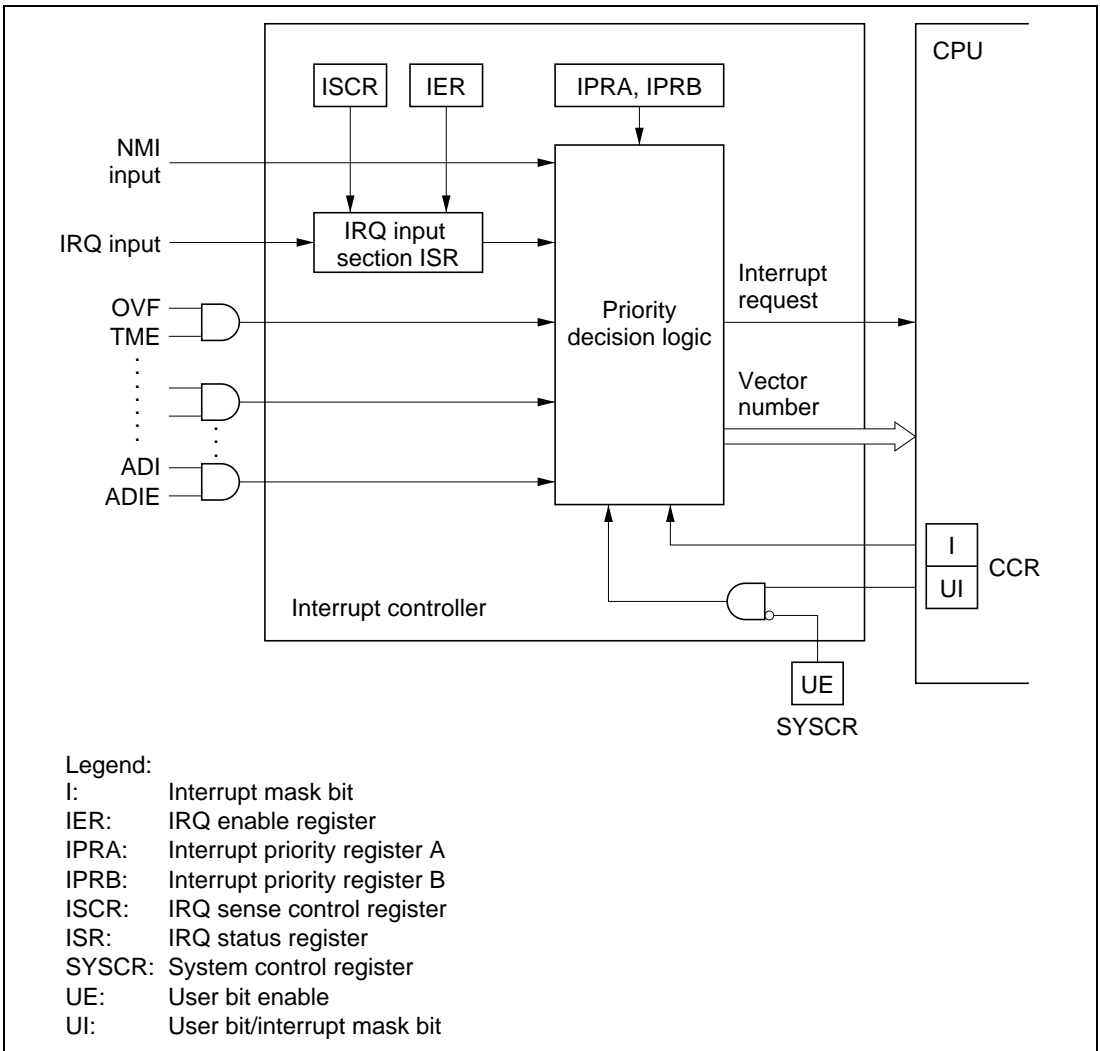 CPU
ISCR
IER
IPRA, IPRB
NMI
input
IRQ input
IRQ input
section ISR
OVF
TME
Priority
decision logic
Interrupt
request
Vector
number
ADI
ADIE
I
UI
CCR
Interrupt controller
UE
SYSCR
Legend:
I: Interrupt mask bit
IER: IRQ enable register
IPRA: Interrupt priority register A
IPRB: Interrupt priority register B
ISCR: IRQ sense control register
ISR: IRQ status register
SYSCR: System control register
UE: User bit enable
UI: User bit/interrupt mask bit